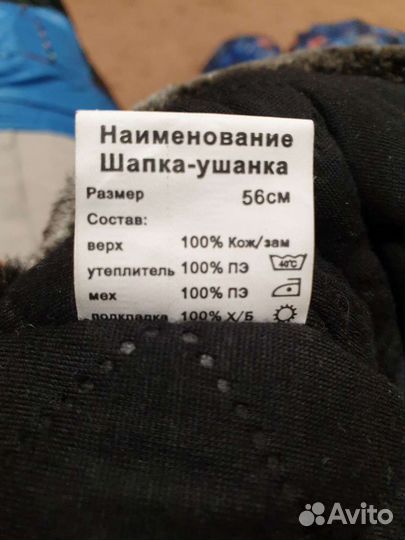 Наименование
Шапка-ушанка
Размер 56см
Состав:
верх 100% Кож/зам
утеплитель 100% ПЭ 40°C
мех 100% ПЭ
подкладка 100% Х/Б
Avito